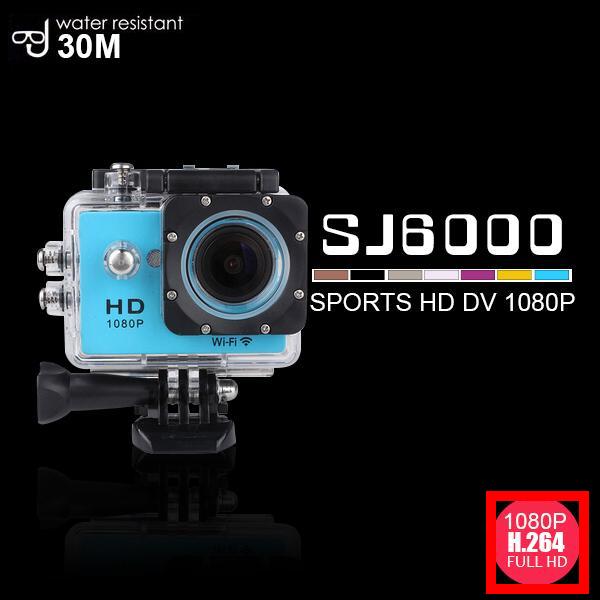 water resistant
30M
SJ6000
SPORTS HD DV 1080P
HD
1080P
Wi-Fi
1080P
H.264
FULL HD